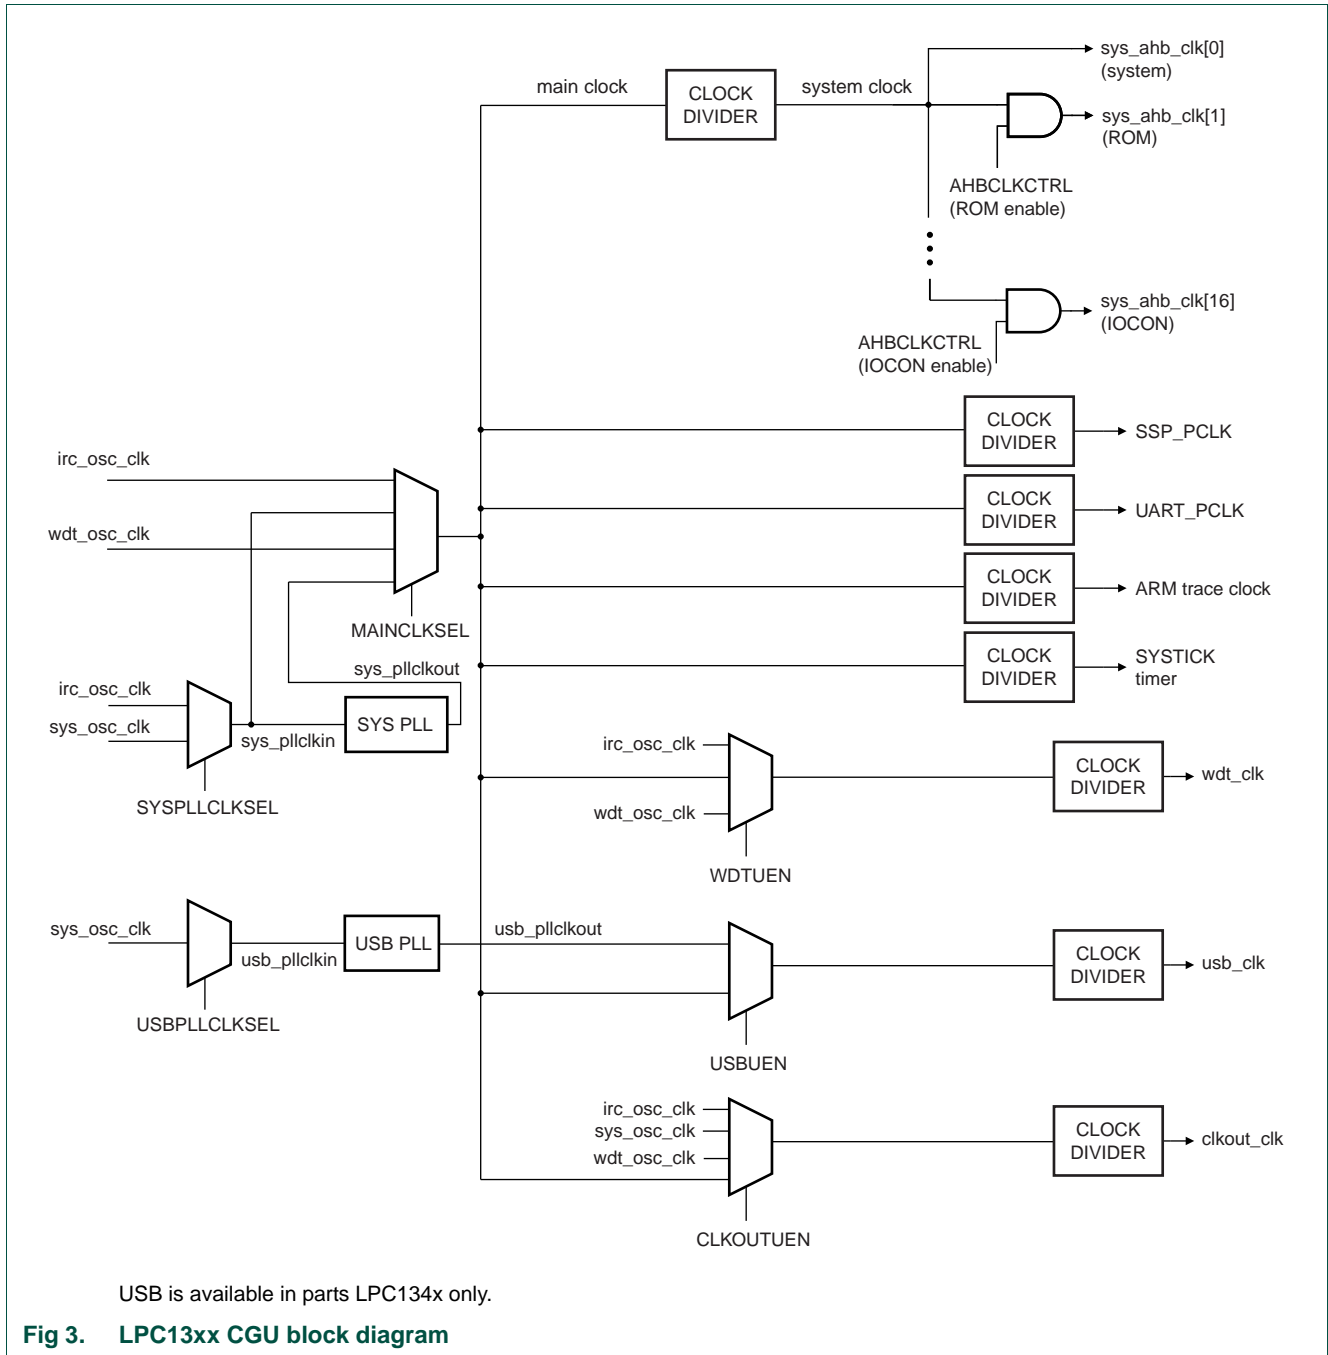 sys_ahb_clk[0]
(system)
main clock
CLOCK
DIVIDER
system clock
sys_ahb_clk[1]
(ROM)
AHBCLKCTRL
(ROM enable)
sys_ahb_clk[16]
(IOCON)
AHBCLKCTRL
(IOCON enable)
CLOCK
DIVIDER
SSP_PCLK
irc_osc_clk
CLOCK
DIVIDER
UART_PCLK
wdt_osc_clk
CLOCK
DIVIDER
ARM trace clock
MAINCLKSEL
sys_pllclkout
CLOCK
DIVIDER
SYSTICK
timer
irc_osc_clk
sys_osc_clk
sys_pllclkin
SYS PLL
SYSPLLCLKSEL
irc_osc_clk
wdt_osc_clk
CLOCK
DIVIDER
wdt_clk
WDTUEN
sys_osc_clk
usb_pllclkin
USB PLL
usb_pllclkout
CLOCK
DIVIDER
usb_clk
USBPLLCLKSEL
USBUEN
irc_osc_clk
sys_osc_clk
wdt_osc_clk
CLOCK
DIVIDER
clkout_clk
CLKOUTUEN
USB is available in parts LPC134x only.
Fig 3. LPC13xx CGU block diagram